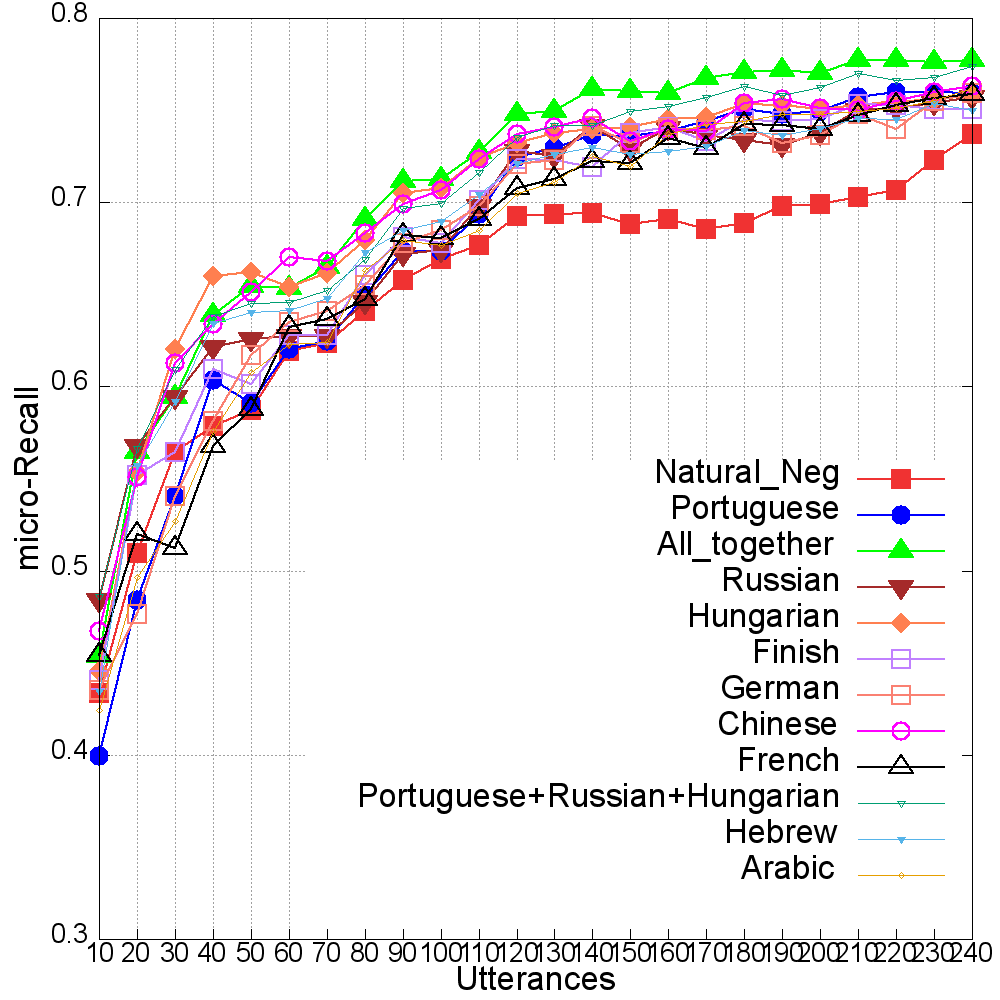 0.8
0.7
0.6
0.5
0.4
0.3
micro-Recall
Natural_Neg
Portuguese
All_together
Russian
Hungarian
Finish
German
Chinese
French
Portuguese+Russian+Hungarian
Hebrew
Arabic
10 20 30 40 50 60 70 80 90 100 110 120 130 140 150 160 170 180 190 200 210 220 230 240
Utterances